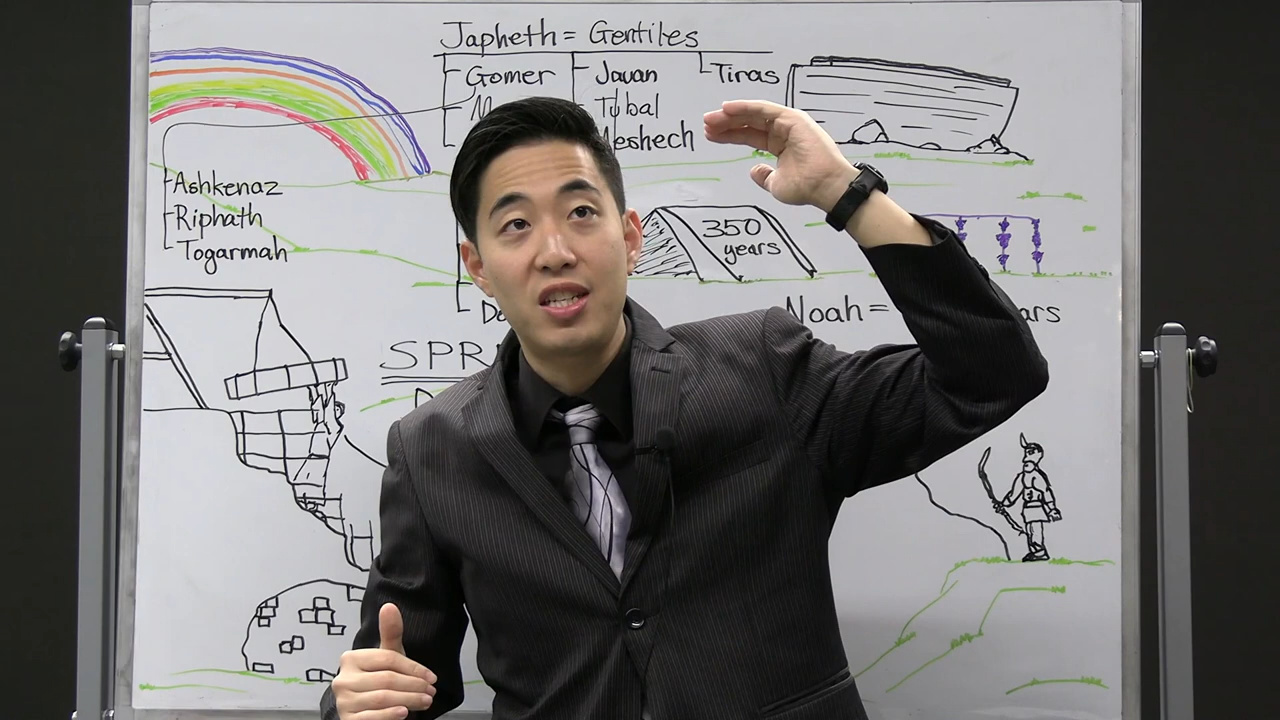 Japheth = Gentiles
Gomer Javan Tiras
Tubal
Meshech
Ashkenaz
Riphath
Togarmah
350
years
Noah =